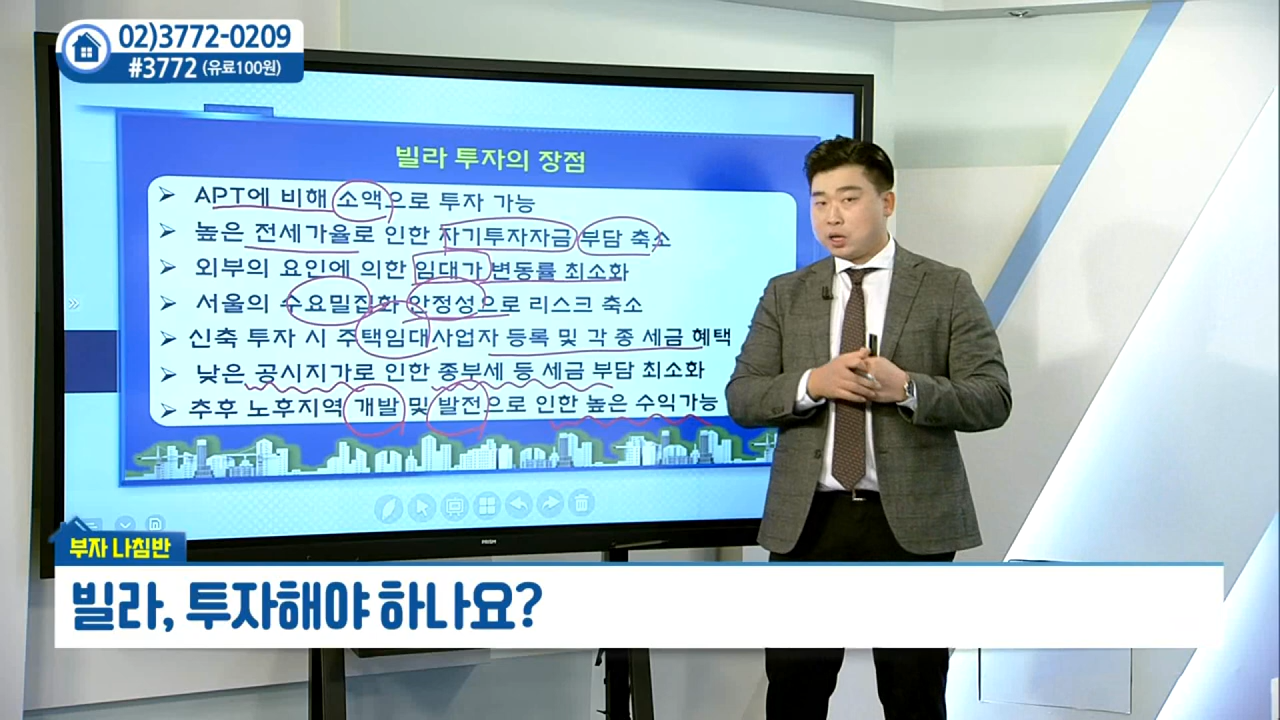 02)3772-0209
#3772 (유료100원)
빌라 투자의 장점
➢ APT에 비해 소액으로 투자 가능
➢ 높은 전세가율로 인한 자기투자자금 부담 축소
➢ 외부의 요인에 의한 임대가 변동률 최소화
➢ 서울의 수요밀집화 안정성으로 리스크 축소
➢ 신축 투자 시 주택임대사업자 등록 및 각 종 세금 혜택
➢ 낮은 공시지가로 인한 종부세 등 세금 부담 최소화
➢ 추후 노후지역 개발 및 발전으로 인한 높은 수익가능
부자 나침반
빌라, 투자해야 하나요?